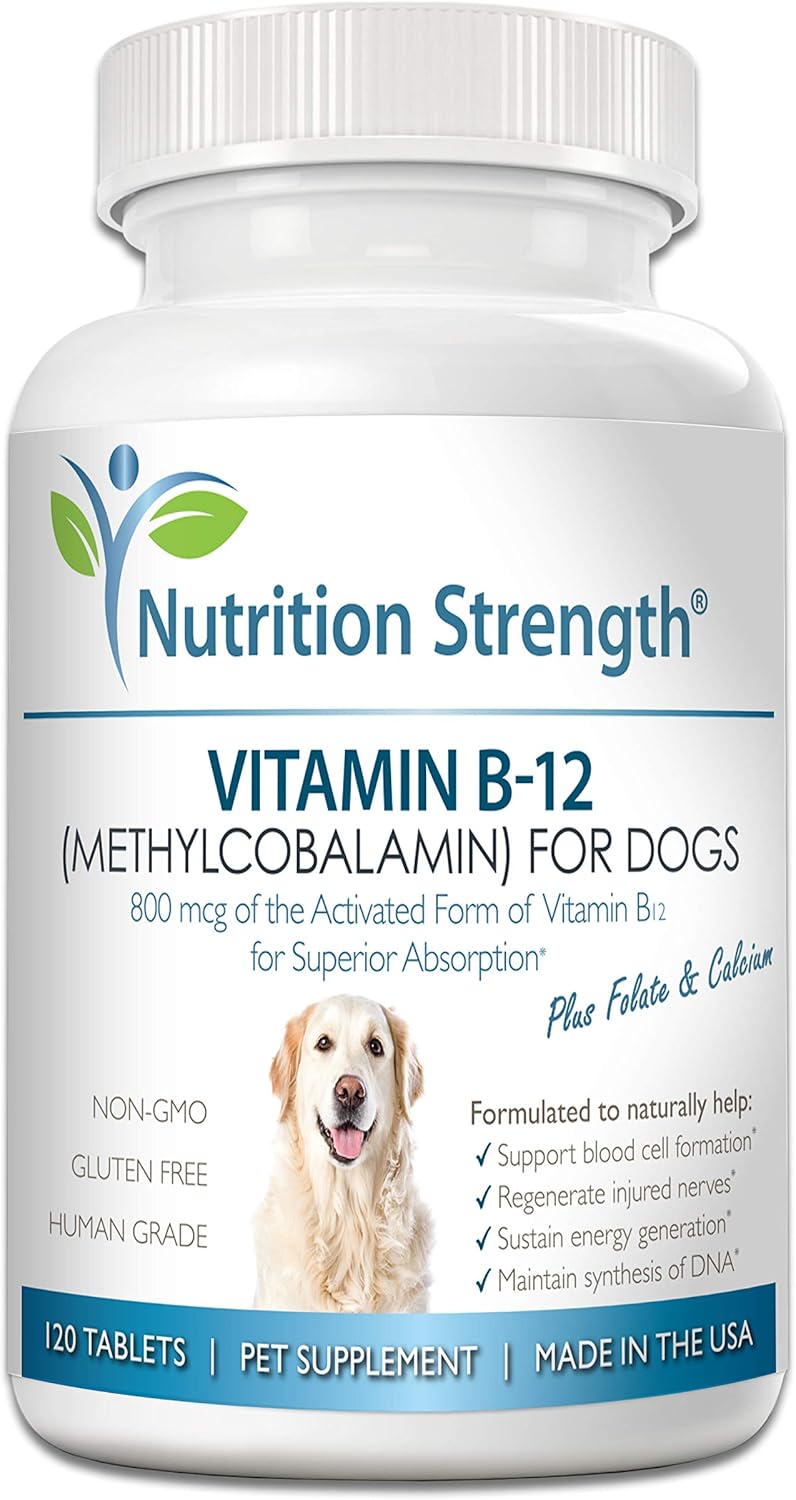 Nutrition Strength®
VITAMIN B-12
(METHYLCOBALAMIN) FOR DOGS
800 mcg of the Activated Form of Vitamin B12
for Superior Absorption*
Plus Folate & Calcium
NON-GMO
GLUTEN FREE
HUMAN GRADE
Formulated to naturally help:
✓ Support blood cell formation*
✓ Regenerate injured nerves*
✓ Sustain energy generation*
✓ Maintain synthesis of DNA*
120 TABLETS | PET SUPPLEMENT | MADE IN THE USA